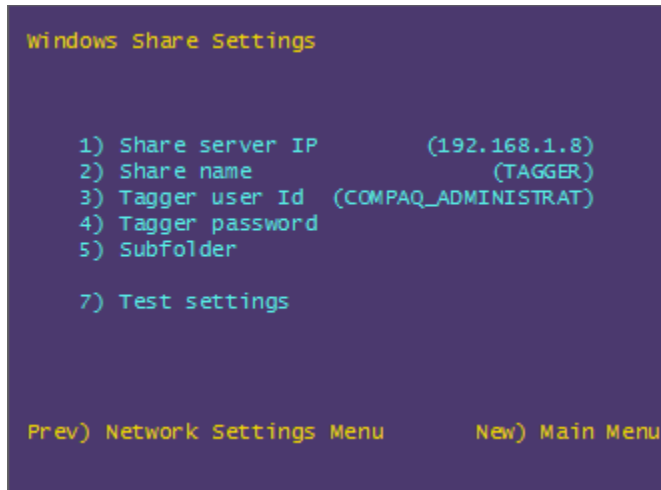 Windows Share Settings
1) Share server IP (192.168.1.8)
2) Share name (TAGGER)
3) Tagger user Id (COMPAQ_ADMINISTRAT)
4) Tagger password
5) Subfolder
7) Test settings
Prev) Network Settings Menu New) Main Menu